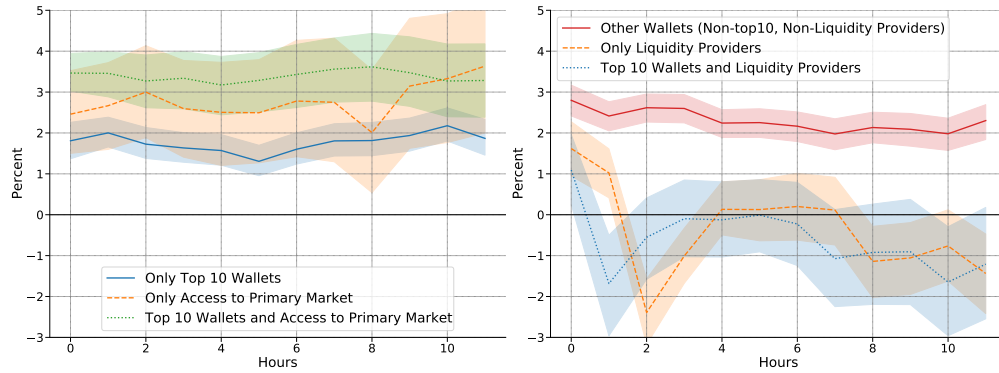 5
4
3
2
1
0
−1
−2
−3
Percent
0 2 4 6 8 10
Hours
Only Top 10 Wallets
Only Access to Primary Market
Top 10 Wallets and Access to Primary Market
5
4
3
2
1
0
−1
−2
−3
Percent
0 2 4 6 8 10
Hours
Other Wallets (Non-top10, Non-Liquidity Providers)
Only Liquidity Providers
Top 10 Wallets and Liquidity Providers